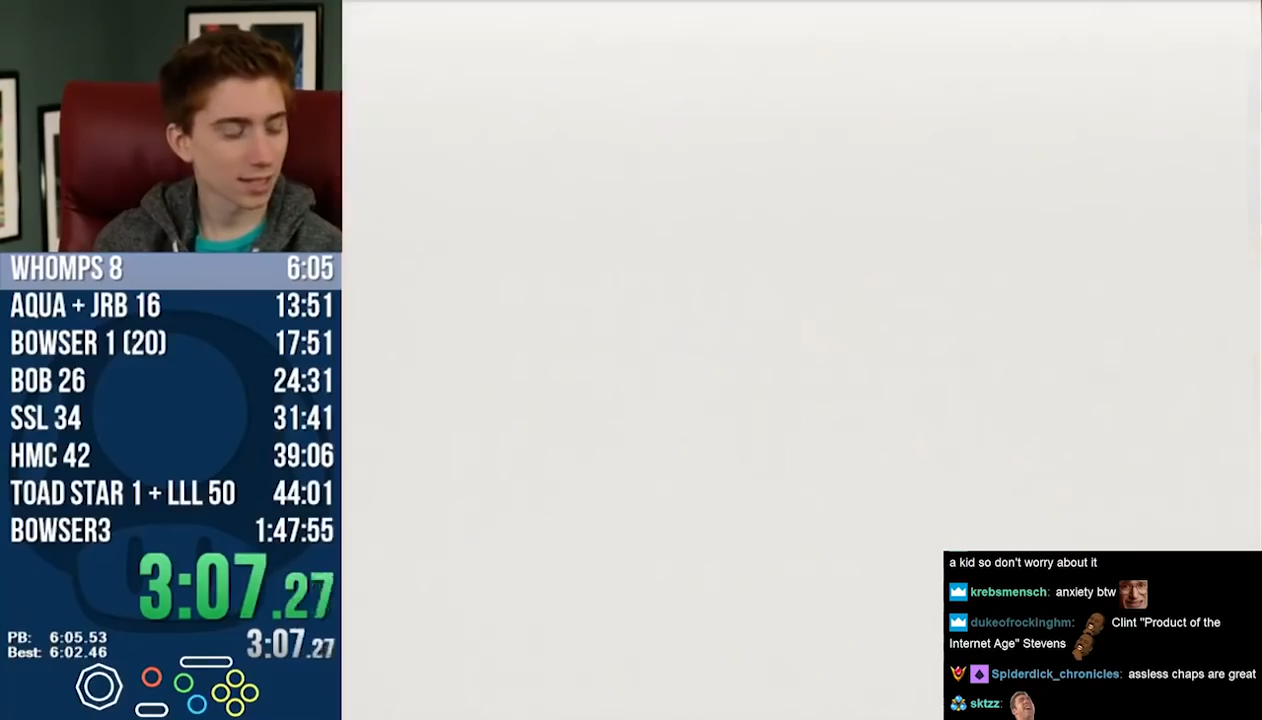 WHOMPS 8 6:05
AQUA + JRB 16 13:51
BOWSER 1 (20) 17:51
BOB 26 24:31
SSL 34 31:41
HMC 42 39:06
TOAD STAR 1 + LLL 50 44:01
BOWSER3 1:47:55
3:07.27
PB: 6:05.53
Best: 6:02.46
3:07.27
a kid so don't worry about it
krebsmensch: anxiety btw
dukeofrockinghm: Clint "Product of the
Internet Age" Stevens
Spiderdick_chronicles: assless chaps are great
sktzz: